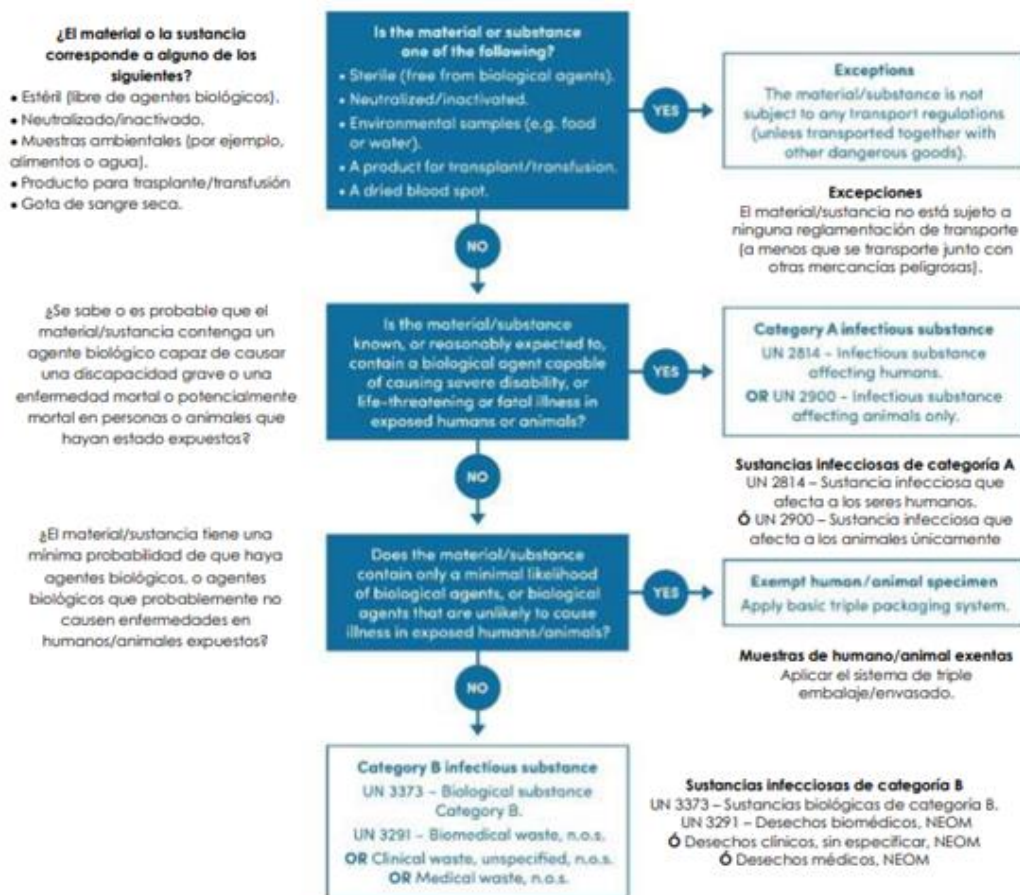 ¿El material o la sustancia
corresponde a alguno de los
siguientes?
• Estéril (libre de agentes biológicos).
• Neutralizado/inactivado.
• Muestras ambientales (por ejemplo,
alimentos o agua).
• Producto para trasplante/transfusión
• Gota de sangre seca.
Is the material or substance
one of the following?
• Sterile (free from biological agents).
• Neutralized/inactivated.
• Environmental samples (e.g. food
or water).
• A product for transplant/transfusion.
• A dried blood spot.
YES
Exceptions
The material/substance is not
subject to any transport regulations
(unless transported together with
other dangerous goods).
Excepciones
El material/sustancia no está sujeto a
ninguna reglamentación de transporte
(a menos que se transporte junto con
otras mercancías peligrosas).
NO
¿Se sabe o es probable que el
material/sustancia contenga un
agente biológico capaz de causar
una discapacidad grave o una
enfermedad mortal o potencialmente
mortal en personas o animales que
hayan estado expuestos?
Is the material/substance
known, or reasonably expected to,
contain a biological agent capable
of causing severe disability, or
life-threatening or fatal illness in
exposed humans or animals?
YES
Category A infectious substance
UN 2814 – Infectious substance
affecting humans.
OR UN 2900 – Infectious substance
affecting animals only.
Sustancias infecciosas de categoría A
UN 2814 – Sustancia infecciosa que
afecta a los seres humanos.
Ó UN 2900 – Sustancia infecciosa que
afecta a los animales únicamente
NO
¿El material/sustancia tiene una
mínima probabilidad de que haya
agentes biológicos, o agentes
biológicos que probablemente no
causen enfermedades en
humanos/animales expuestos?
Does the material/substance
contain only a minimal likelihood
of biological agents, or biological
agents that are unlikely to cause
illness in exposed humans/animals?
YES
Exempt human/animal specimen
Apply basic triple packaging system.
Muestras de humano/animal exentas
Aplicar el sistema de triple
embalaje/envasado.
NO
Category B infectious substance
UN 3373 – Biological substance
Category B.
UN 3291 – Biomedical waste, n.o.s.
OR Clinical waste, unspecified, n.o.s.
OR Medical waste, n.o.s.
Sustancias infecciosas de categoría B
UN 3373 – Sustancias biológicas de categoría B.
UN 3291 – Desechos biomédicos, NEOM
Ó Desechos clínicos, sin especificar, NEOM
Ó Desechos médicos, NEOM